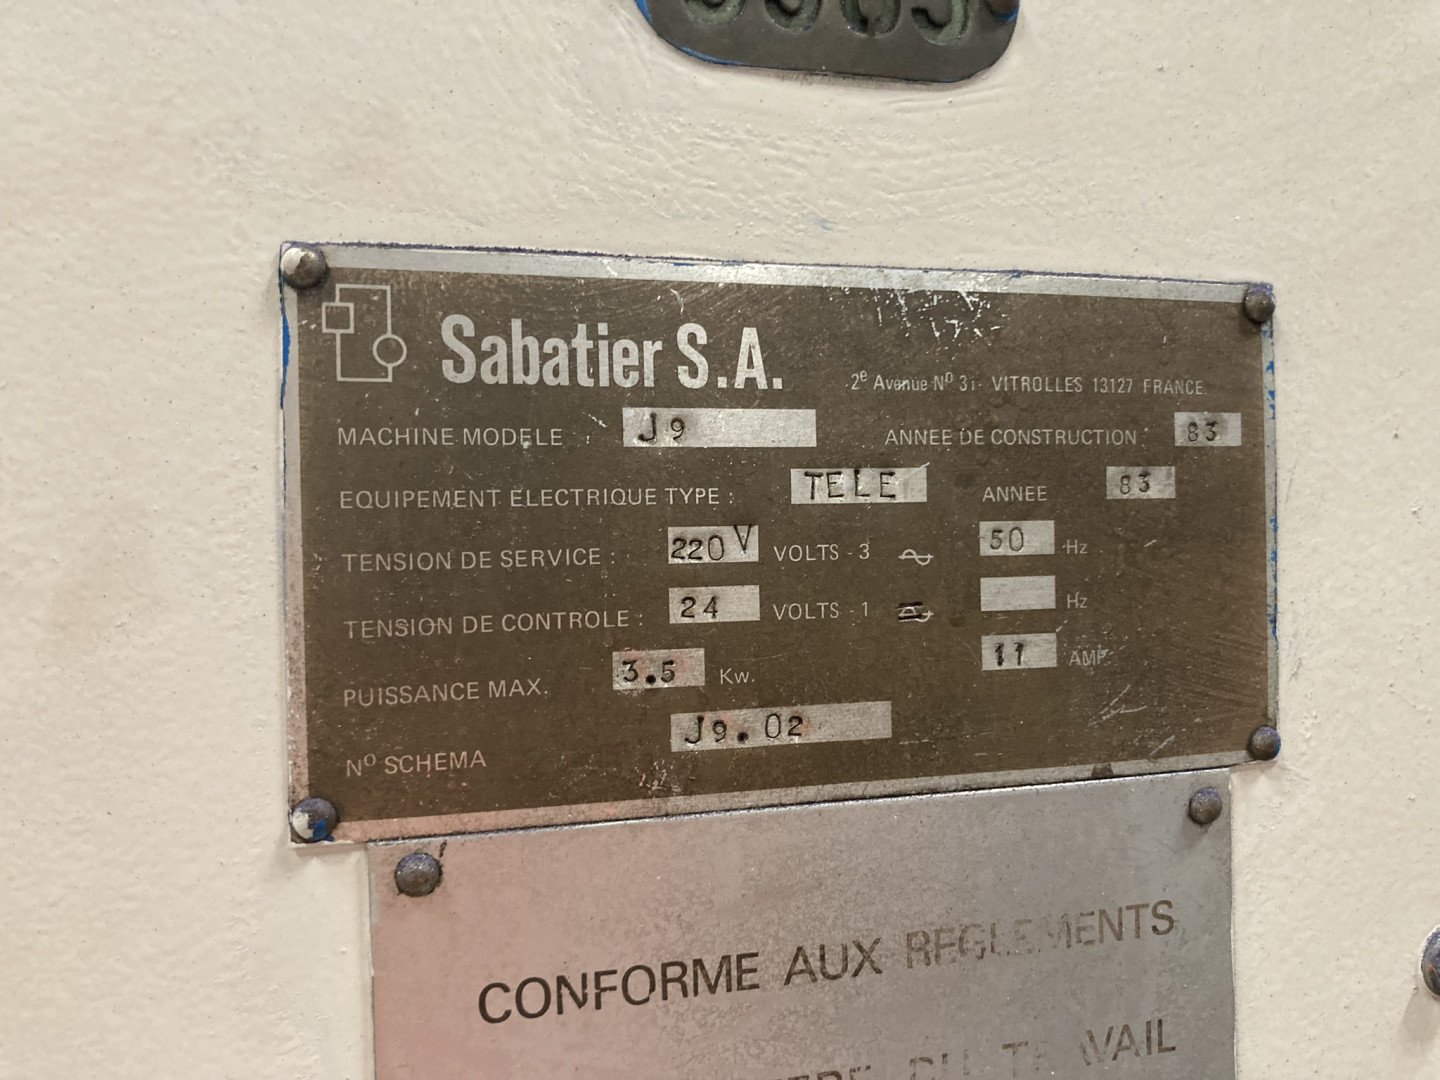 Sabatier S.A.
2e Avenue No 31- VITROLLES 13127 FRANCE
MACHINE MODELE : J9 ANNEE DE CONSTRUCTION 83
EQUIPEMENT ELECTRIQUE TYPE : TELE ANNEE 83
TENSION DE SERVICE : 220V VOLTS - 3 50 Hz
TENSION DE CONTROLE : 24 VOLTS - 1 Hz
PUISSANCE MAX. 3.5 Kw. 11 AMP.
No SCHEMA J9.02
CONFORME AUX REGLEMENTS
DU TRAVAIL